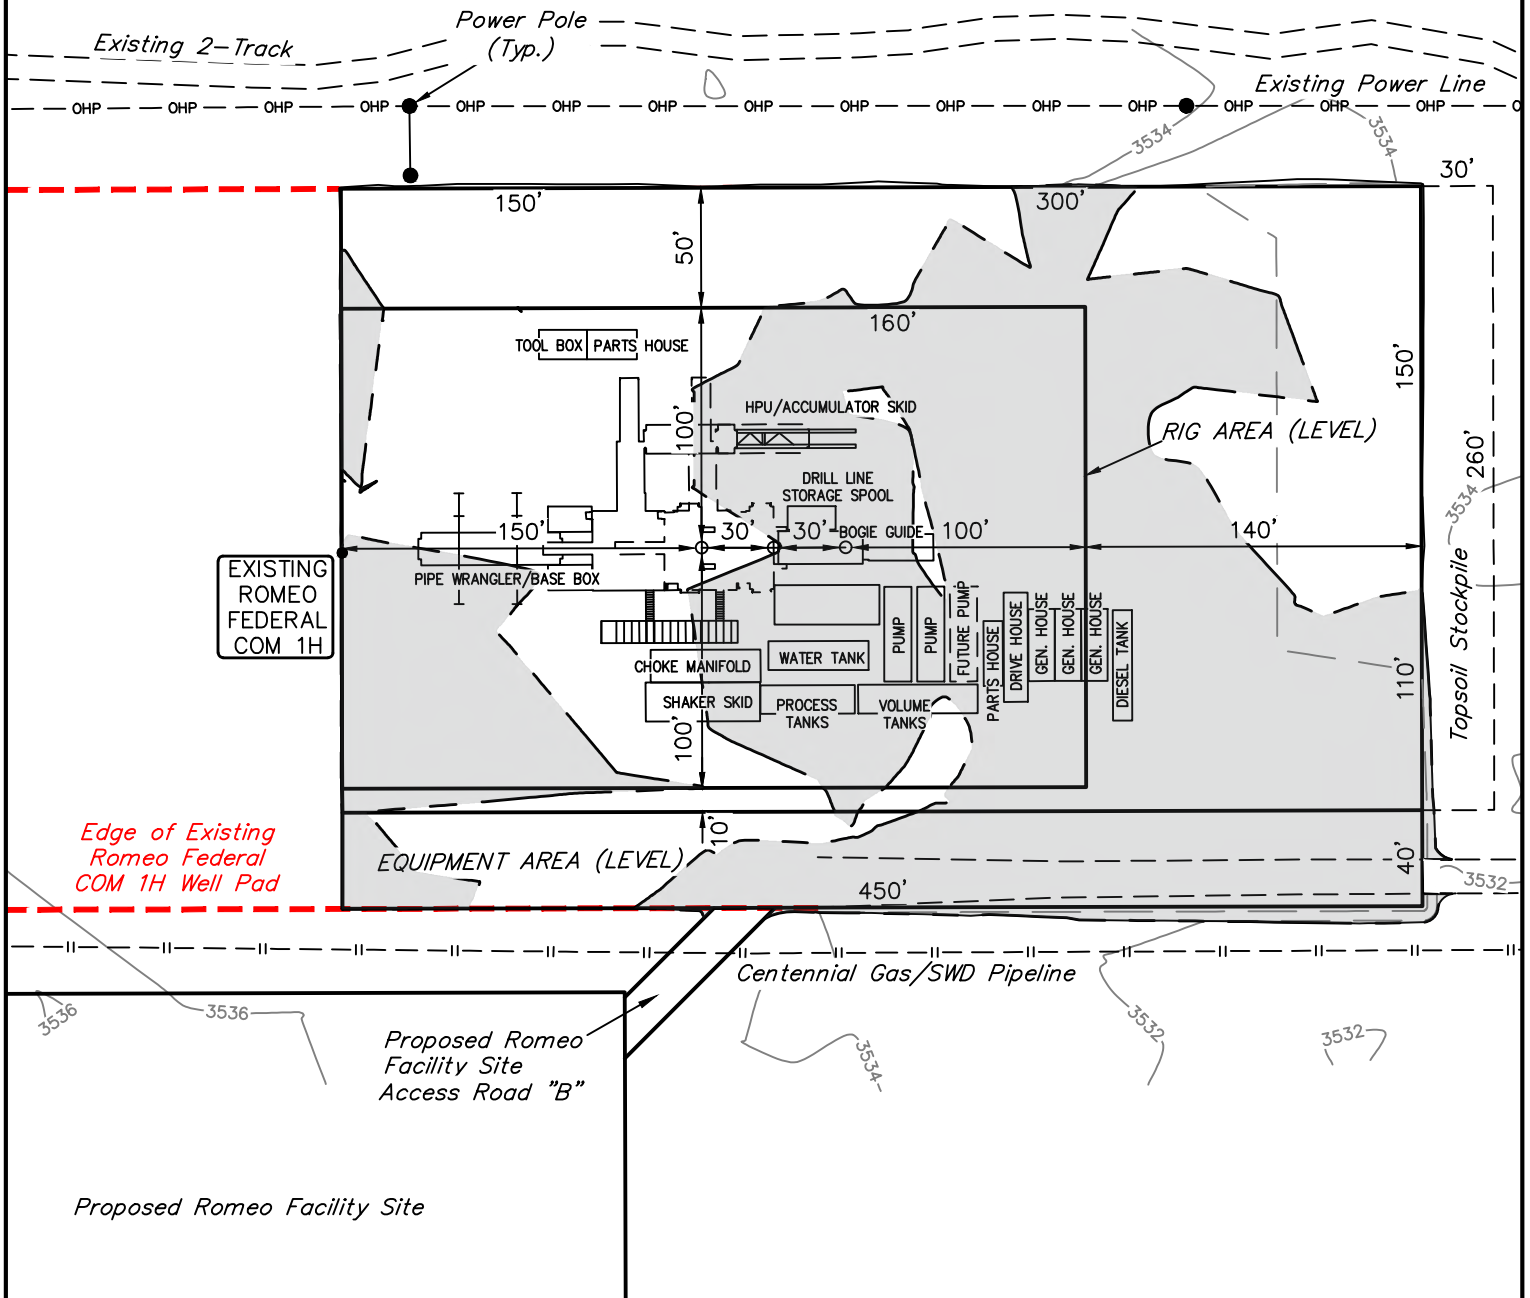 Power Pole
(Typ.)
Existing 2-Track
Existing Power Line
OHP OHP OHP OHP OHP OHP OHP OHP OHP OHP OHP OHP OHP OHP OHP
3534
3534
30'
150'
300'
50'
160'
TOOL BOX
PARTS HOUSE
150'
HPU/ACCUMULATOR SKID
100'
RIG AREA (LEVEL)
260'
DRILL LINE
STORAGE SPOOL
3534
150'
30'
30'
BOGIE GUIDE
100'
140'
EXISTING
ROMEO
FEDERAL
COM 1H
PIPE WRANGLER/BASE BOX
PUMP
PUMP
FUTURE PUMP
PARTS HOUSE
DRIVE HOUSE
GEN. HOUSE
GEN. HOUSE
GEN. HOUSE
DIESEL TANK
Topsoil Stockpile
110'
CHOKE MANIFOLD
WATER TANK
SHAKER SKID
PROCESS
TANKS
VOLUME
TANKS
100'
10'
Edge of Existing
Romeo Federal
COM 1H Well Pad
EQUIPMENT AREA (LEVEL)
40'
450'
3532
Centennial Gas/SWD Pipeline
3536
3536
3534
3532
3532
Proposed Romeo
Facility Site
Access Road "B"
Proposed Romeo Facility Site